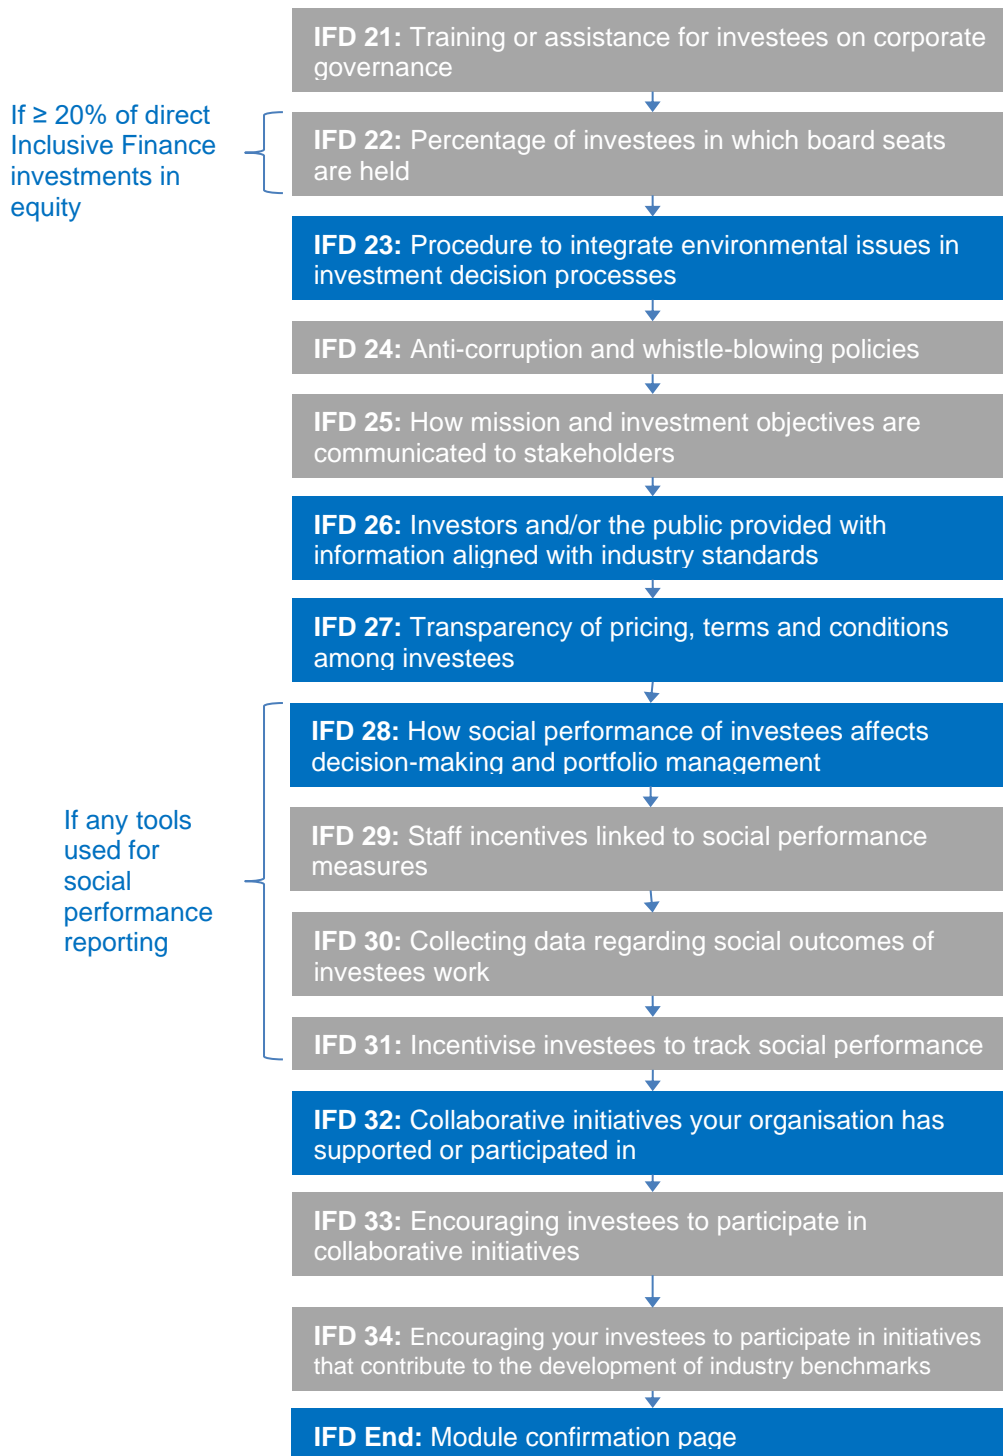 IFD 21: Training or assistance for investees on corporate
governance
If ≥ 20% of direct
Inclusive Finance
investments in
equity
IFD 22: Percentage of investees in which board seats
are held
IFD 23: Procedure to integrate environmental issues in
investment decision processes
IFD 24: Anti-corruption and whistle-blowing policies
IFD 25: How mission and investment objectives are
communicated to stakeholders
IFD 26: Investors and/or the public provided with
information aligned with industry standards
IFD 27: Transparency of pricing, terms and conditions
among investees
If any tools
used for
social
performance
reporting
IFD 28: How social performance of investees affects
decision-making and portfolio management
IFD 29: Staff incentives linked to social performance
measures
IFD 30: Collecting data regarding social outcomes of
investees work
IFD 31: Incentivise investees to track social performance
IFD 32: Collaborative initiatives your organisation has
supported or participated in
IFD 33: Encouraging investees to participate in
collaborative initiatives
IFD 34: Encouraging your investees to participate in initiatives
that contribute to the development of industry benchmarks
IFD End: Module confirmation page